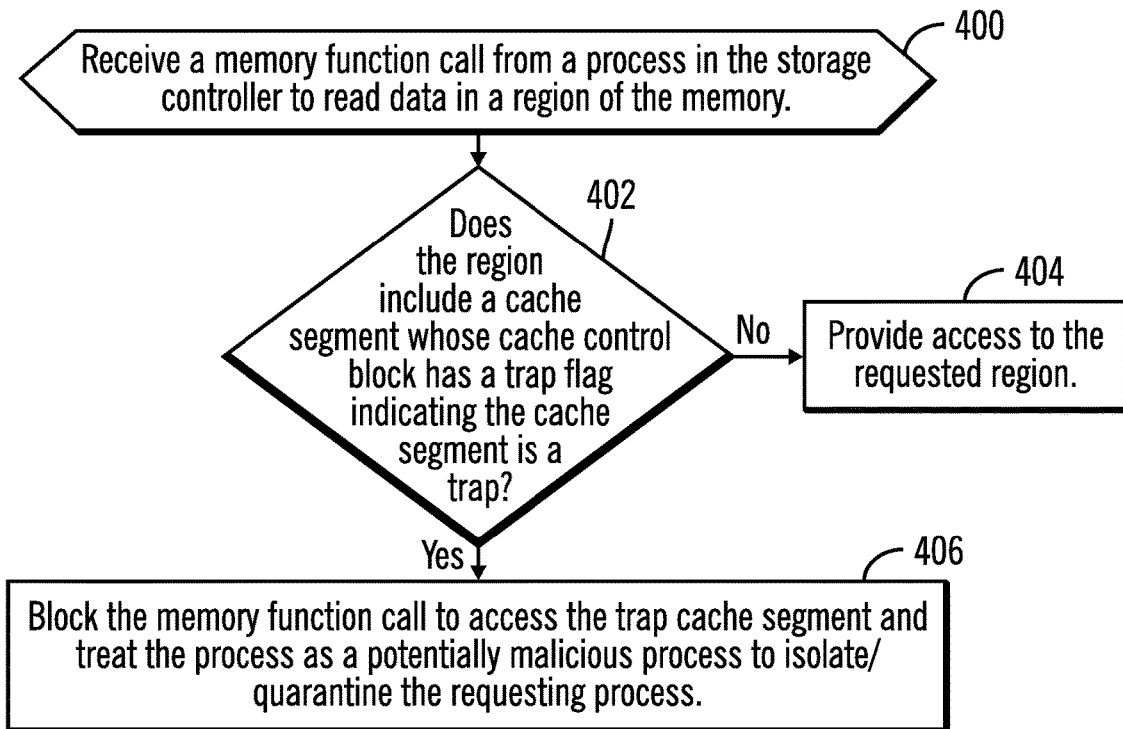 400
Receive a memory function call from a process in the storage
controller to read data in a region of the memory.
402
Does
the region
include a cache
segment whose cache control
block has a trap flag
indicating the cache
segment is a
trap?
No
404
Provide access to the
requested region.
Yes
406
Block the memory function call to access the trap cache segment and
treat the process as a potentially malicious process to isolate/
quarantine the requesting process.